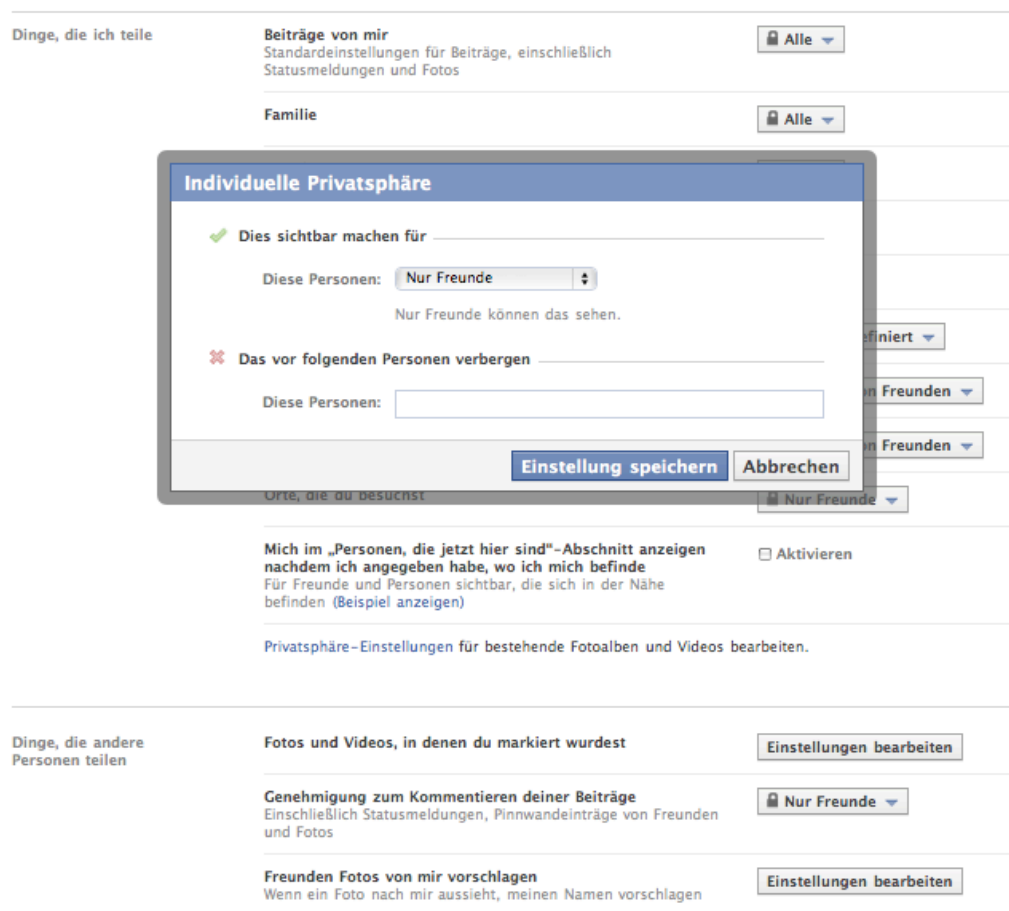 Dinge, die ich teile
Beiträge von mir
Standardeinstellungen für Beiträge, einschließlich
Statusmeldungen und Fotos
Alle
Familie
Alle
Individuelle Privatsphäre
Dies sichtbar machen für
Diese Personen: Nur Freunde
Nur Freunde können das sehen.
Das vor folgenden Personen verbergen
Diese Personen:
Einstellung speichern Abbrechen
Freunden
Freunden
Orte, die du besuchst
Nur Freunde
Mich im „Personen, die jetzt hier sind"-Abschnitt anzeigen
nachdem ich angegeben habe, wo ich mich befinde
Für Freunde und Personen sichtbar, die sich in der Nähe
befinden (Beispiel anzeigen)
Aktivieren
Privatsphäre-Einstellungen für bestehende Fotoalben und Videos bearbeiten.
Dinge, die andere
Personen teilen
Fotos und Videos, in denen du markiert wurdest
Einstellungen bearbeiten
Genehmigung zum Kommentieren deiner Beiträge
Einschließlich Statusmeldungen, Pinnwandeinträge von Freunden
und Fotos
Nur Freunde
Freunden Fotos von mir vorschlagen
Wenn ein Foto nach mir aussieht, meinen Namen vorschlagen
Einstellungen bearbeiten